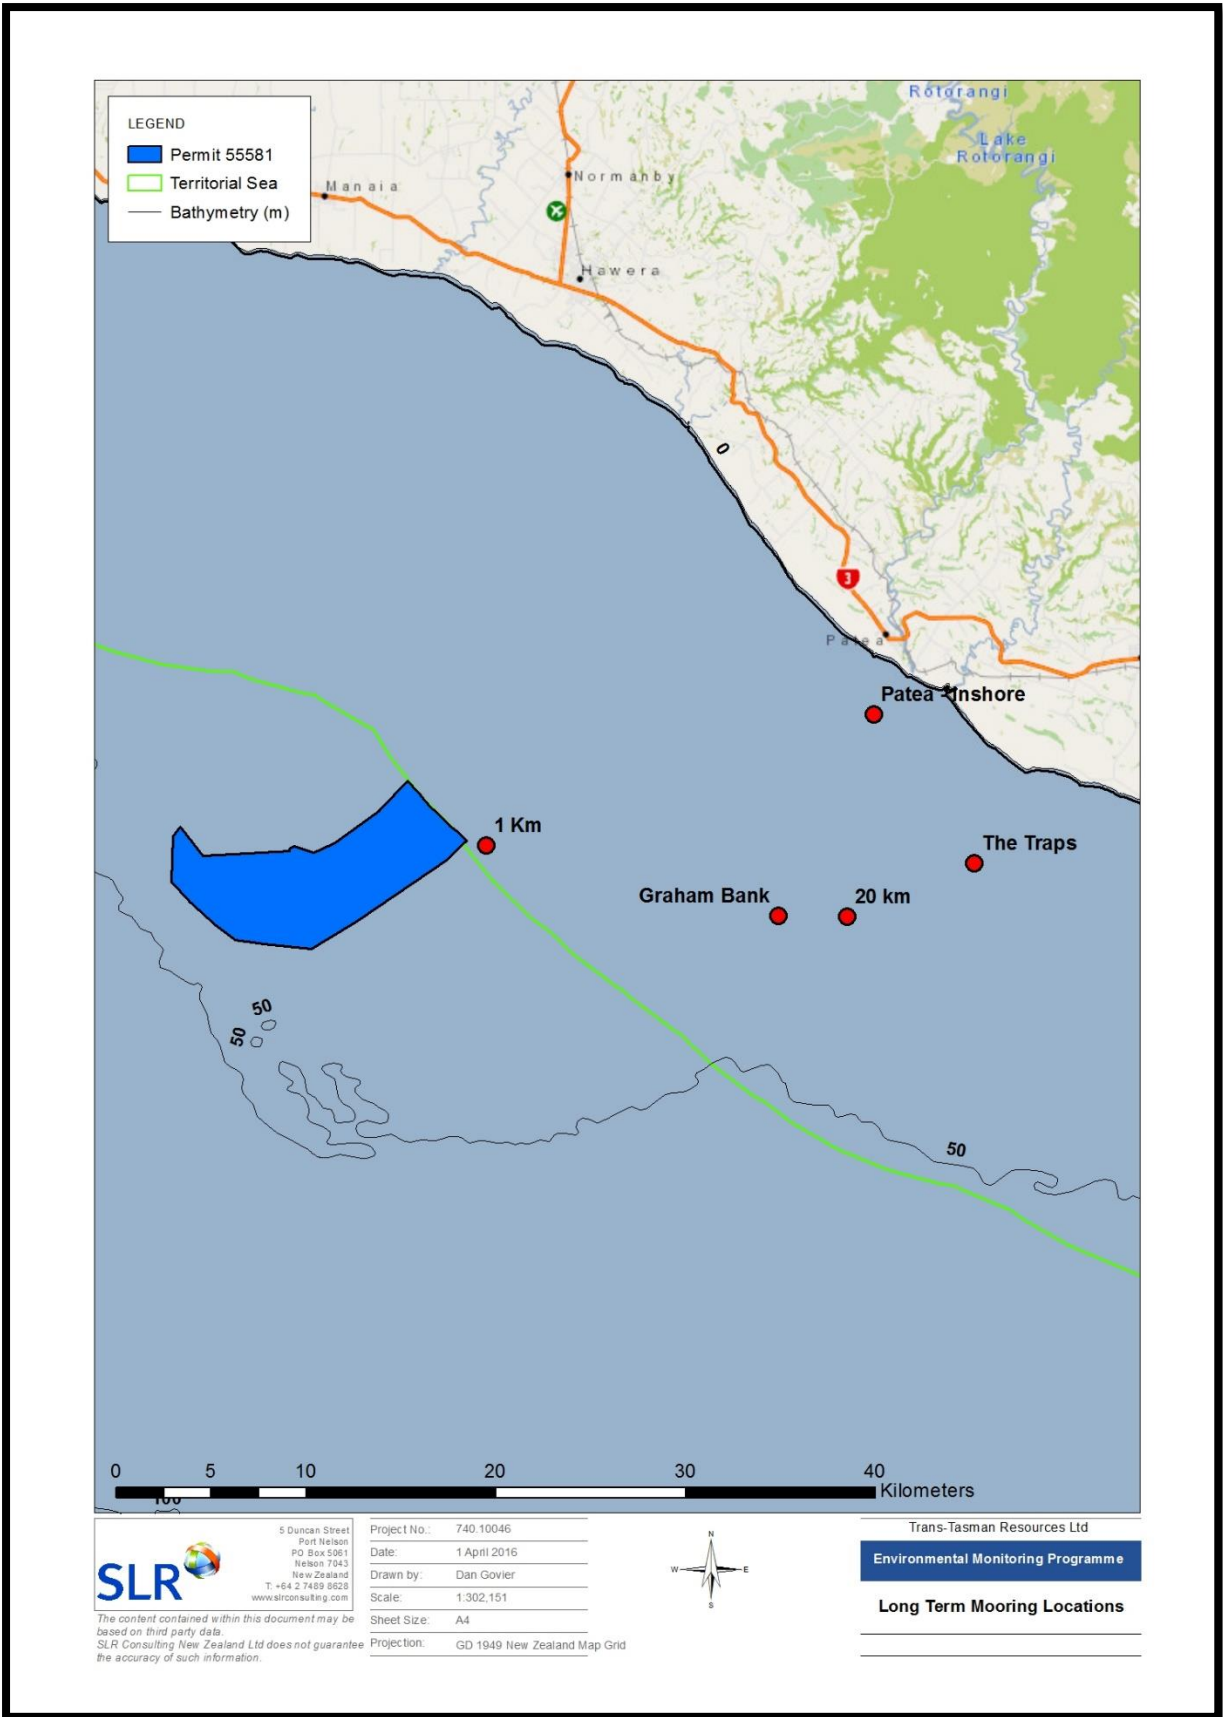 LEGEND
Permit 55581
Territorial Sea
Bathymetry (m)
Rotorangi
Lake
Rotorangi
Manaia
Normanby
Hawera
0
3
Patea
Patea - Inshore
1 Km
The Traps
Graham Bank
20 km
50
50
50
0 5 10 20 30 40
Kilometers
100
SLR
5 Duncan Street
Port Nelson
PO Box 5061
Nelson 7043
New Zealand
T: +64 2 7489 8628
www.slrconsulting.com
The content contained within this document may be
based on third party data.
SLR Consulting New Zealand Ltd does not guarantee
the accuracy of such information.
Project No.: 740.10046
Date: 1 April 2016
Drawn by: Dan Govier
Scale: 1:302,151
Sheet Size: A4
Projection: GD 1949 New Zealand Map Grid
N
W E
S
Trans-Tasman Resources Ltd
Environmental Monitoring Programme
Long Term Mooring Locations